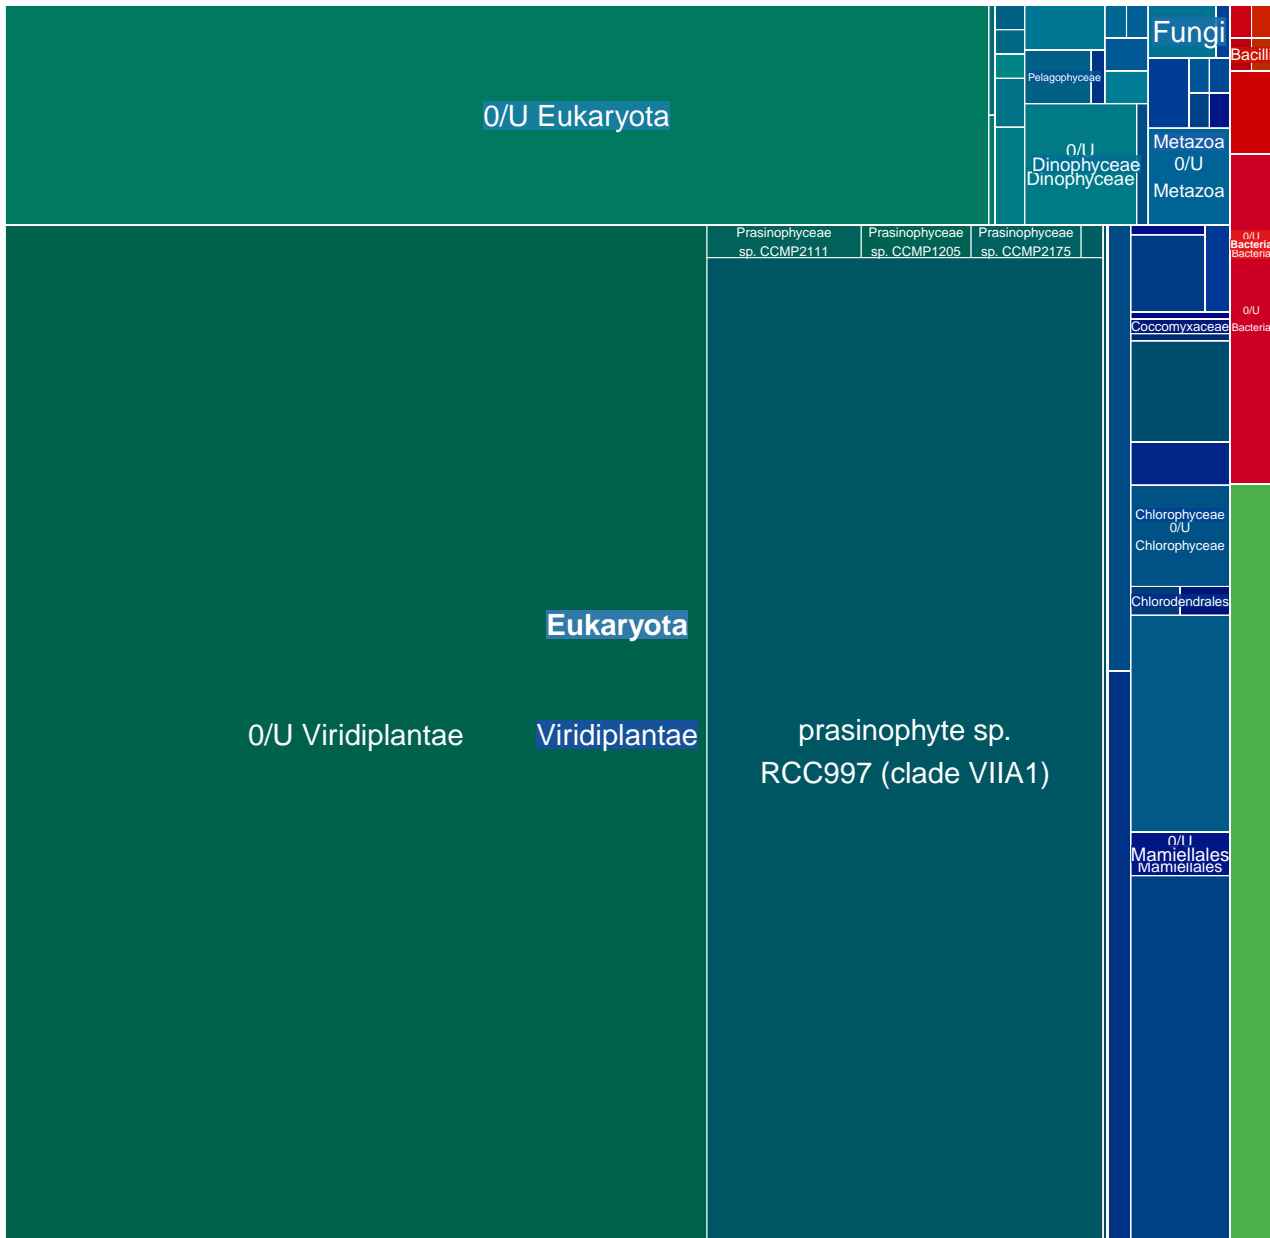 0/U Eukaryota
Fungi
Bacilli
Pelagophyceae
0/U
Dinophyceae
Dinophyceae
Metazoa
0/U
Metazoa
Prasinophyceae
sp. CCMP2111
Prasinophyceae
sp. CCMP1205
Prasinophyceae
sp. CCMP2175
0/U
Bacteria
Bacteria
0/U
Bacteria
Coccomyxaceae
Chlorophyceae
0/U
Chlorophyceae
Chlorodendrales
Eukaryota
0/U Viridiplantae
Viridiplantae
prasinophyte sp.
RCC997 (clade VIIA1)
0/U
Mamiellales
Mamiellales